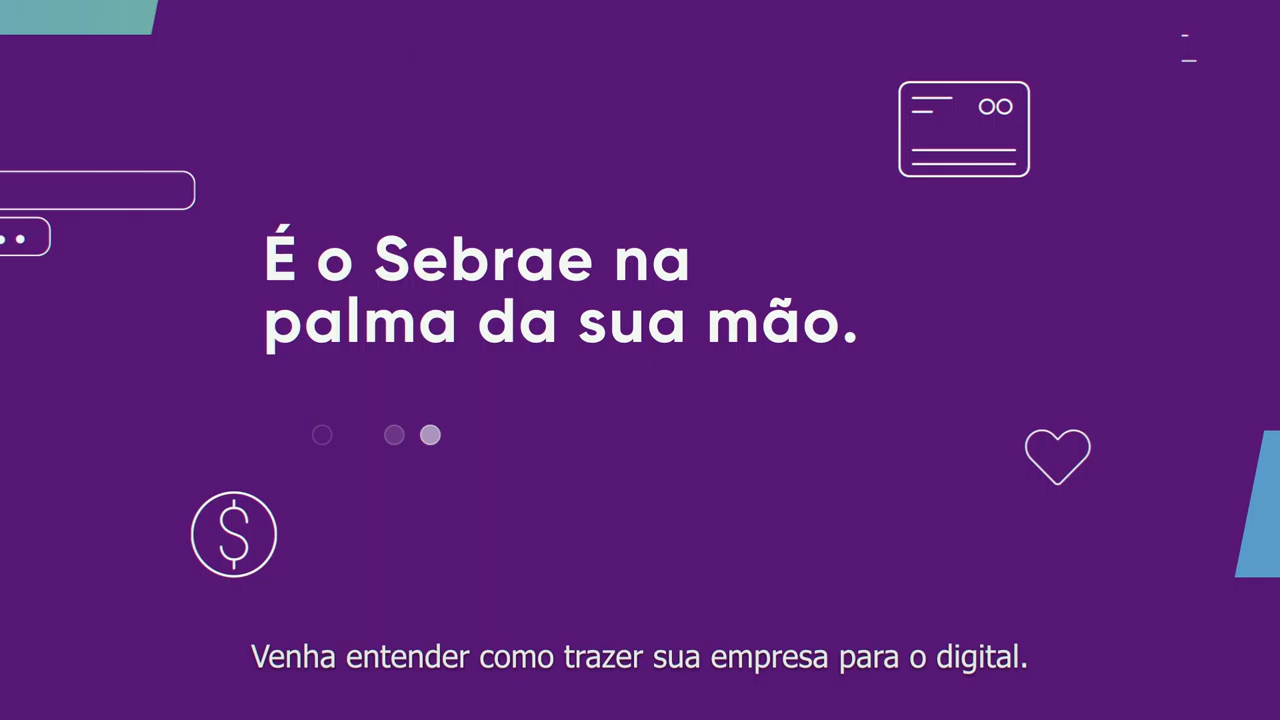 É o Sebrae na
palma da sua mão.
$
Venha entender como trazer sua empresa para o digital.